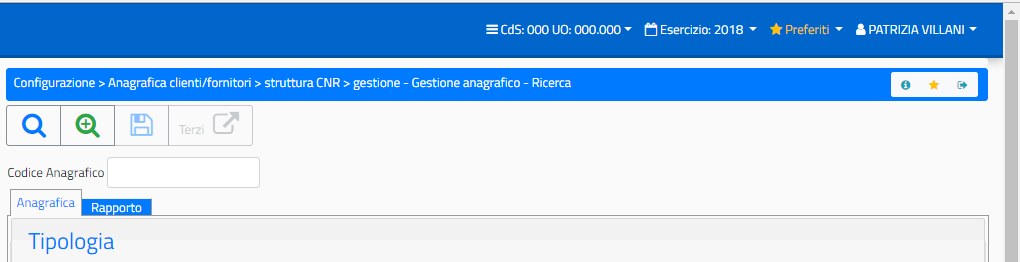 CdS: 000 UO: 000.000 Esercizio: 2018 Preferiti PATRIZIA VILLANI
Configurazione > Anagrafica clienti/fornitori > struttura CNR > gestione - Gestione anagrafico - Ricerca
Terzi
Codice Anagrafico
Anagrafica Rapporto
Tipologia